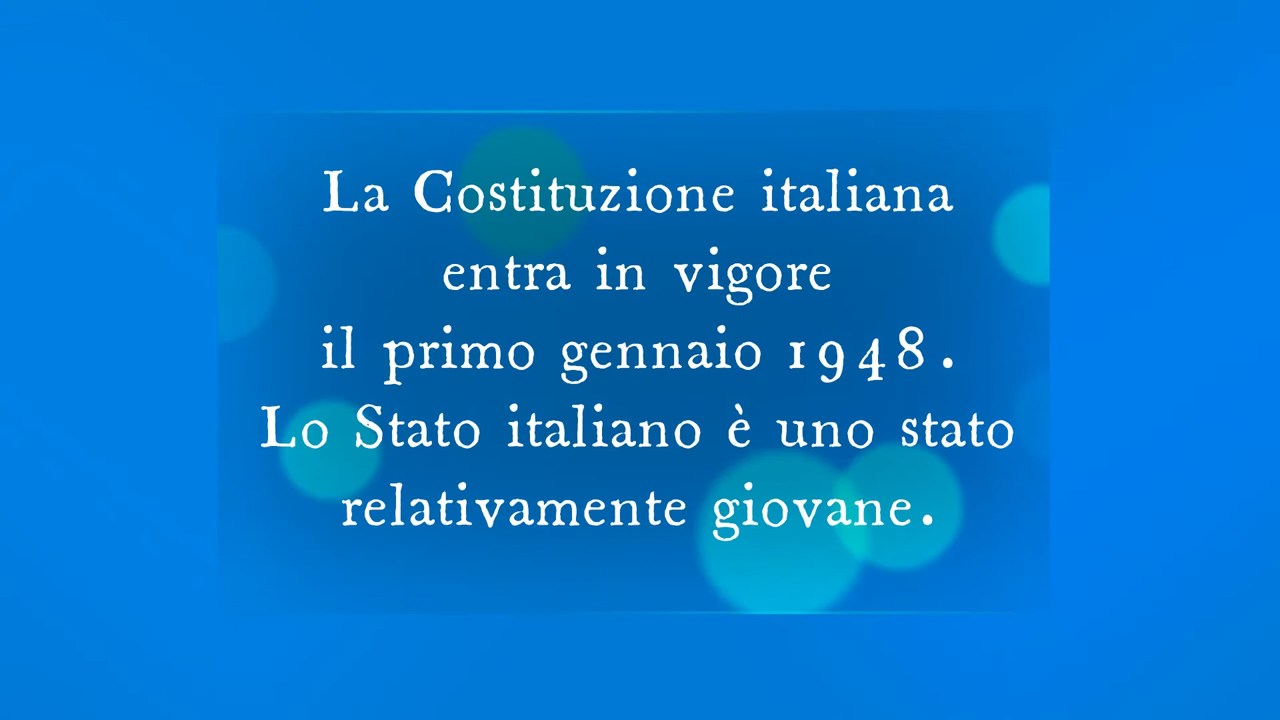 La Costituzione italiana
entra in vigore
il primo gennaio 1948.
Lo Stato italiano è uno stato
relativamente giovane.